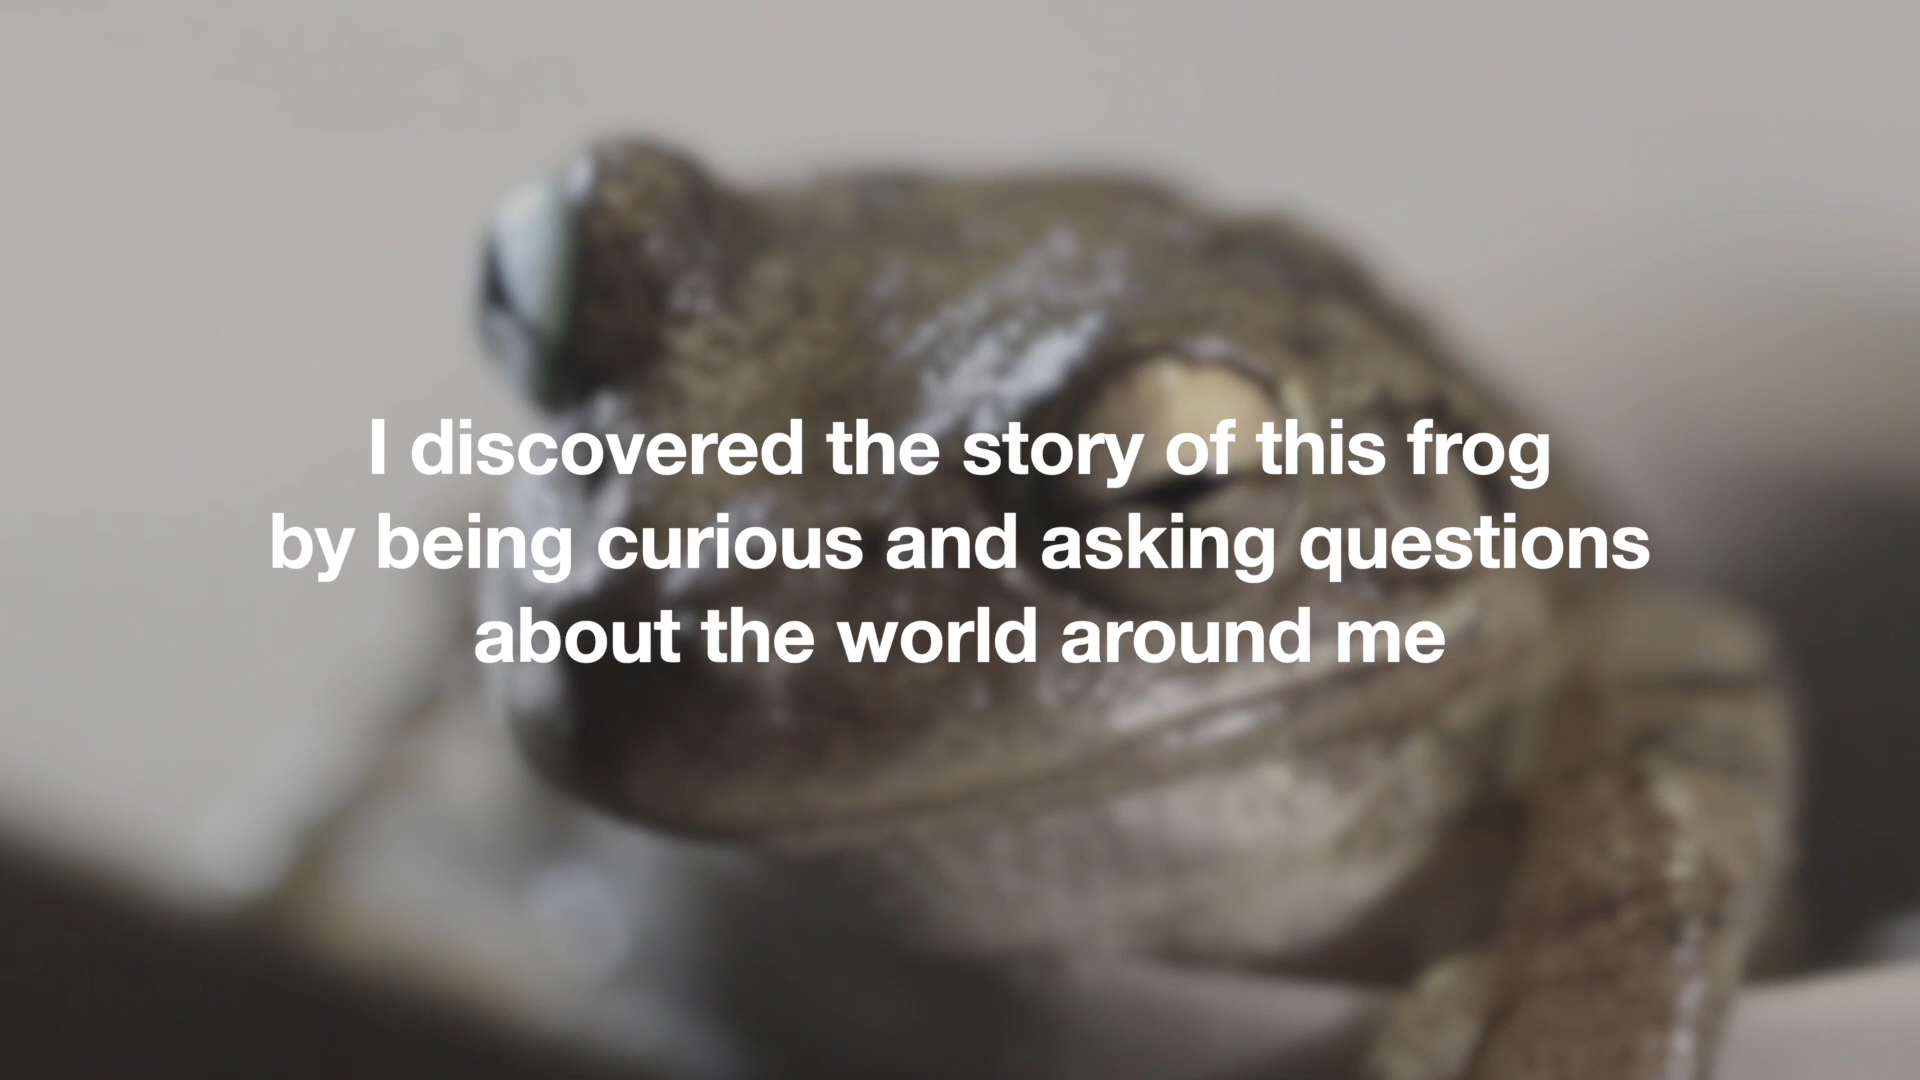 I discovered the story of this frog
by being curious and asking questions
about the world around me